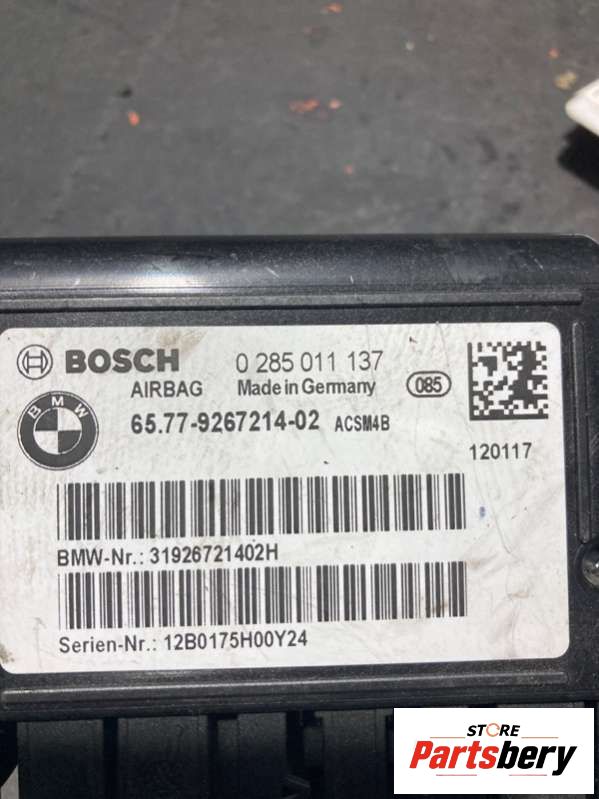 BOSCH 0 285 011 137
AIRBAG Made in Germany 085
BMW
65.77-9267214-02 ACSM4B
120117
BMW-Nr.: 31926721402H
Serien-Nr.: 12B0175H00Y24
STORE
Partsbery